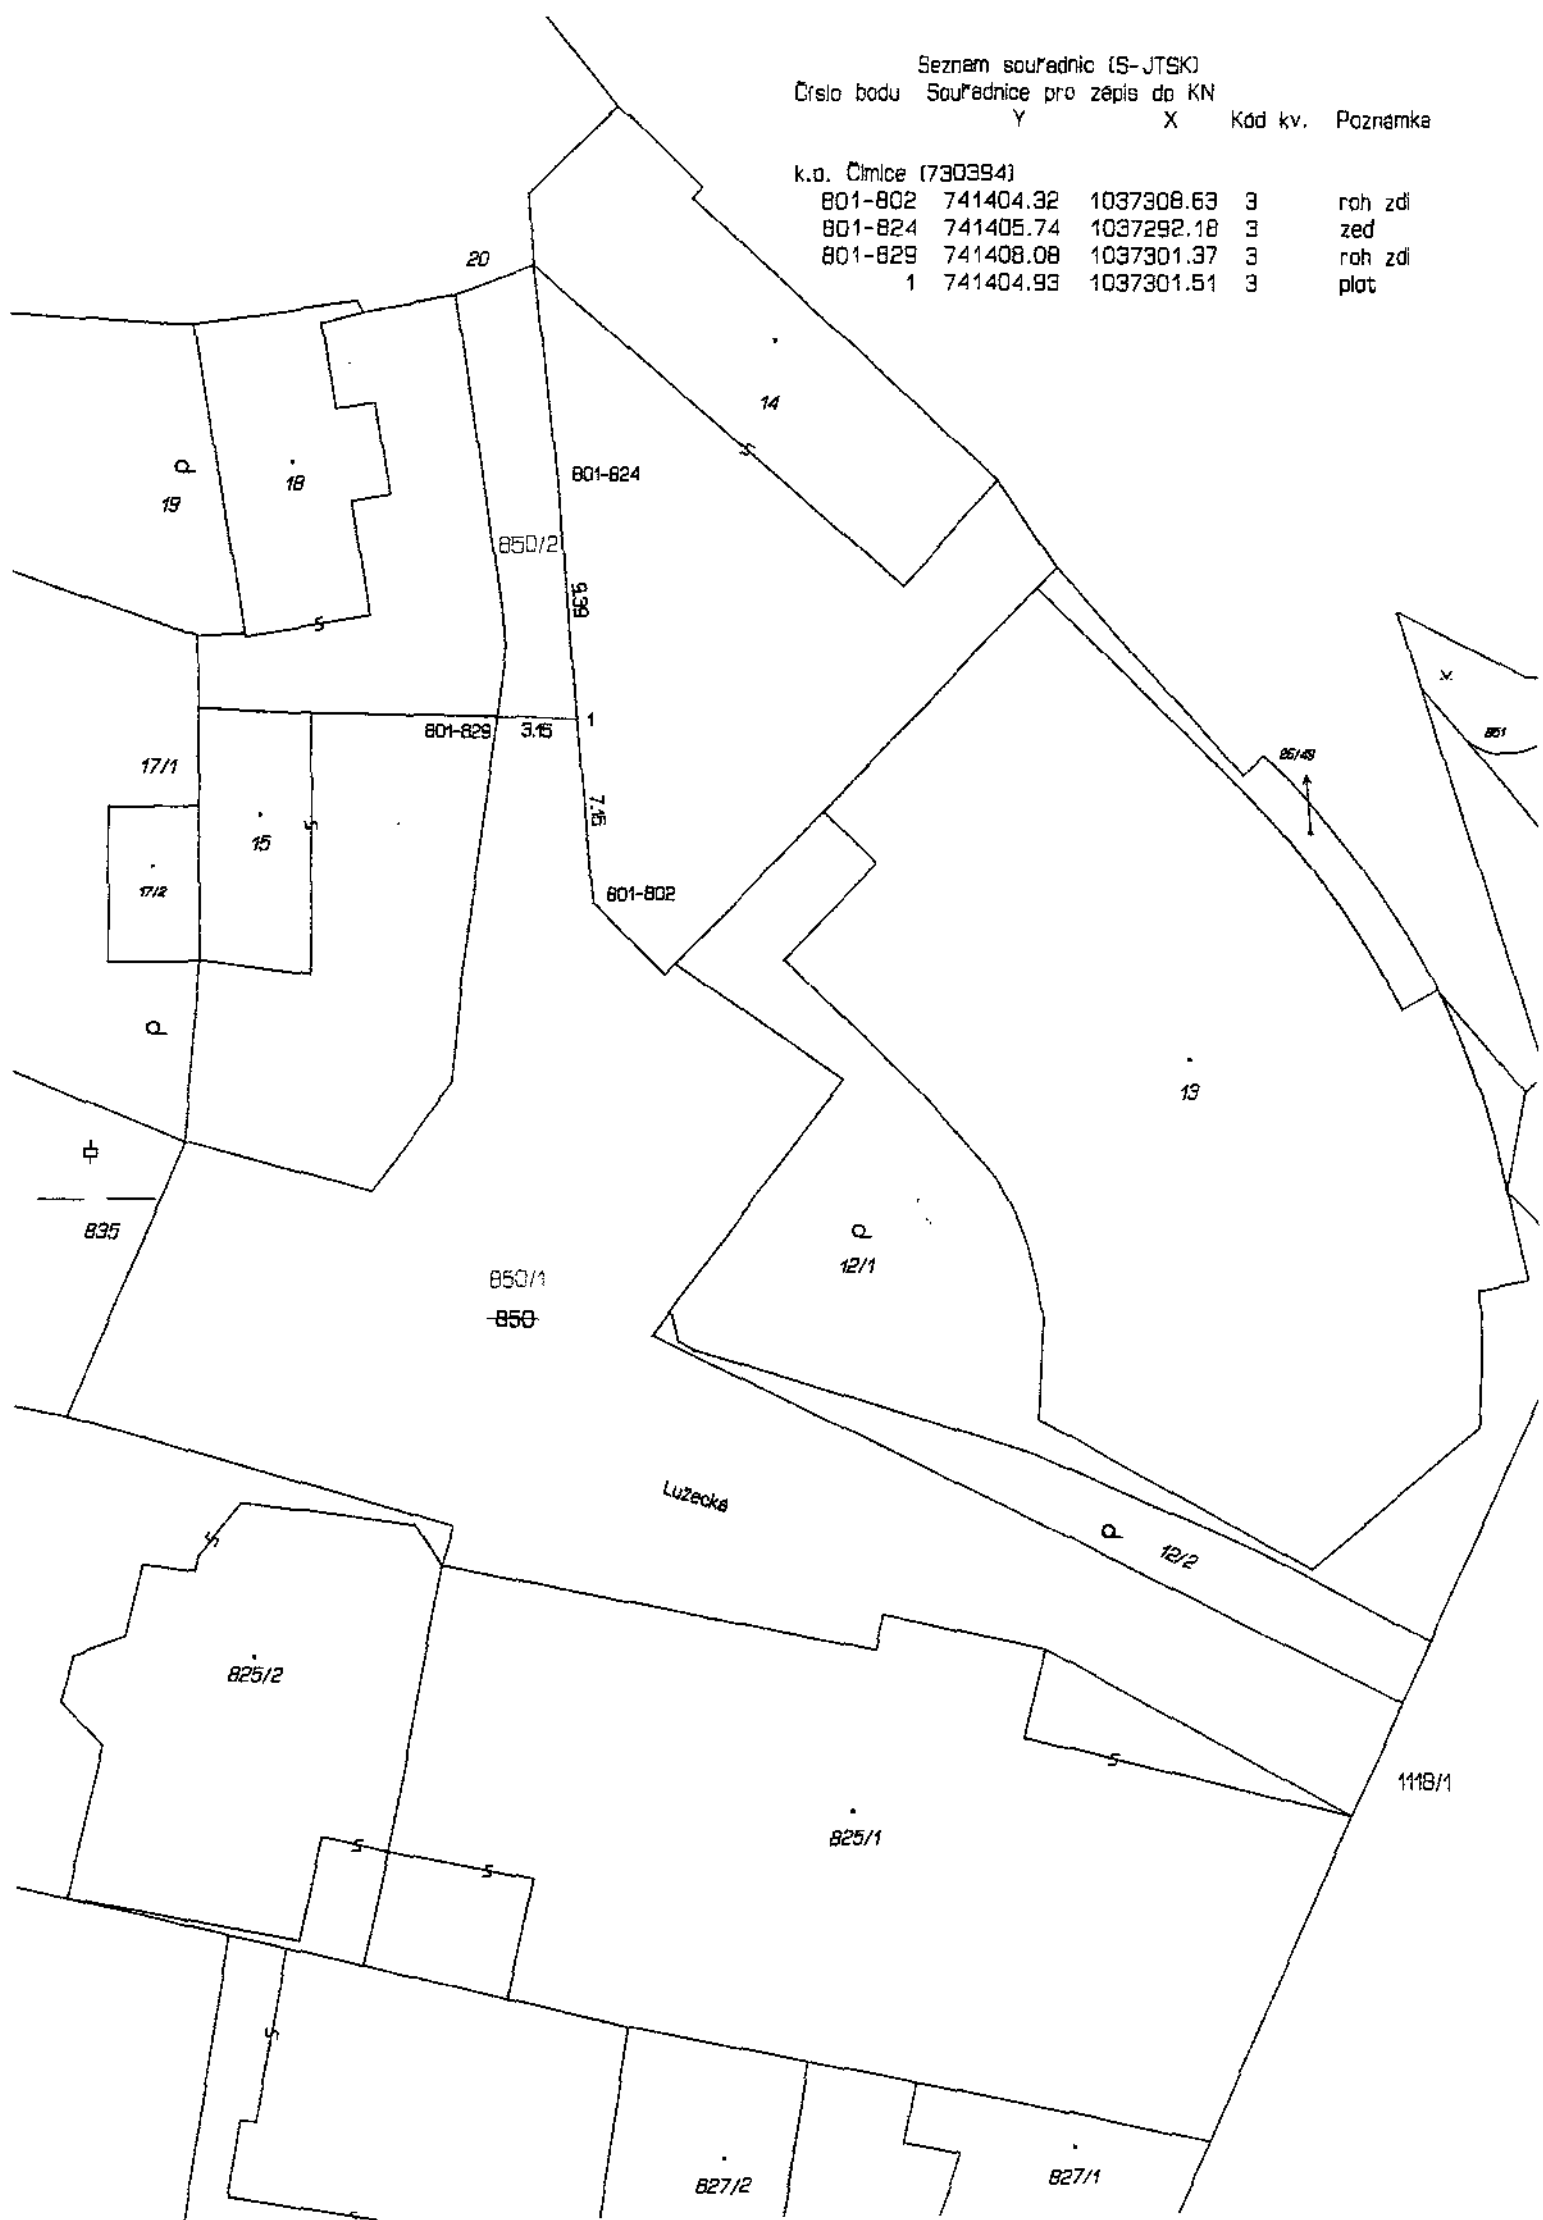 Seznam souřadnic (S-JTSK)
Číslo bodu Souřadnice pro zápis do KN
Y X Kód kv. Poznámka
k.ú. Čimice (730394)
801-802 741404.32 1037308.63 3 roh zdi
801-824 741405.74 1037292.18 3 zeď
801-829 741408.08 1037301.37 3 roh zdi
1 741404.93 1037301.51 3 plot
20
14
801-824
18
19
850/2
9.39
851
801-829 3.15 1
26/49
17/1
7.15
15
17/2
801-802
13
835
12/1
850/1
850
Lužecká
12/2
825/2
1118/1
825/1
827/2
827/1